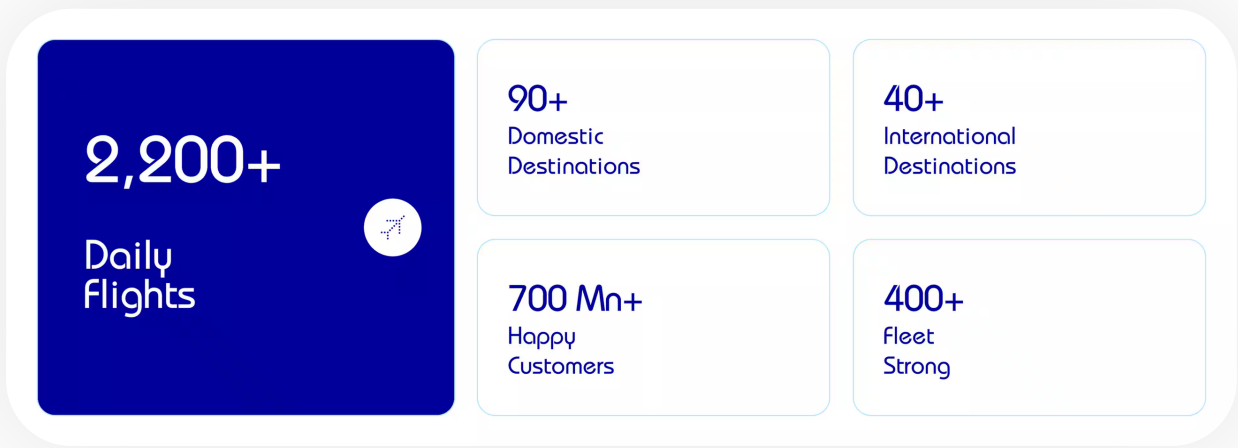 2,200+
Daily
Flights
90+
Domestic
Destinations
40+
International
Destinations
700 Mn+
Happy
Customers
400+
Fleet
Strong